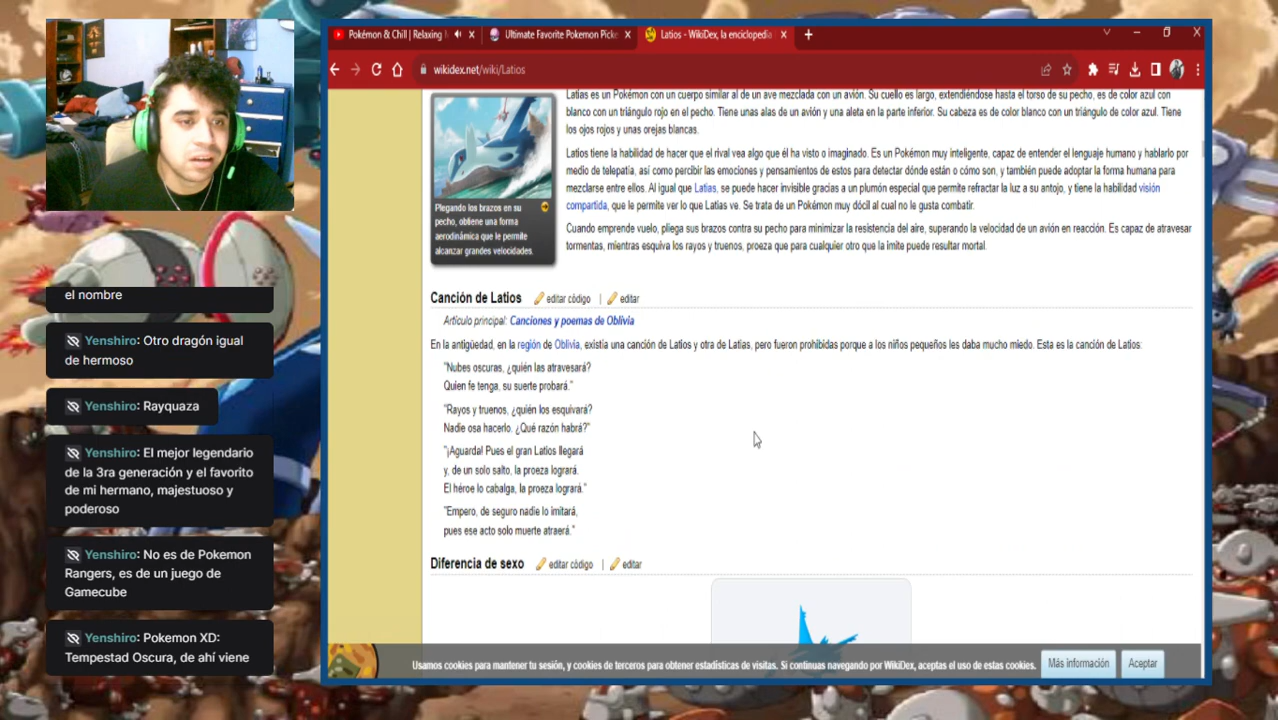 Pokémon & Chill | Relaxing
Ultimate Favorite Pokemon Picke
Latios - WikiDex, la enciclopedia
wikidex.net/wiki/Latios
Latias es un Pokémon con un cuerpo similar al de un ave mezclada con un avión. Su cuello es largo, extendiéndose hasta el torso de su pecho, es de color azul con
blanco con un triángulo rojo en el pecho. Tiene unas alas de un avión y una aleta en la parte inferior. Su cabeza es de color blanco con un triángulo de color azul. Tiene
los ojos rojos y unas orejas blancas.
Latios tiene la habilidad de hacer que el rival vea algo que él ha visto o imaginado. Es un Pokémon muy inteligente, capaz de entender el lenguaje humano y hablarlo por
medio de telepatía, así como percibir las emociones y pensamientos de estos para detectar dónde están o cómo son, y también puede adoptar la forma humana para
mezclarse entre ellos. Al igual que Latias, se puede hacer invisible gracias a un plumón especial que permite refractar la luz a su antojo, y tiene la habilidad visión
compartida, que le permite ver lo que Latias ve. Se trata de un Pokémon muy dócil al cual no le gusta combatir.
Cuando emprende vuelo, pliega sus brazos contra su pecho para minimizar la resistencia del aire, superando la velocidad de un avión en reacción. Es capaz de atravesar
tormentas, mientras esquiva los rayos y truenos, proeza que para cualquier otro que la imite puede resultar mortal.
Plegando los brazos en su
pecho, obtiene una forma
aerodinámica que le permite
alcanzar grandes velocidades.
Canción de Latios editar código | editar
Artículo principal: Canciones y poemas de Oblivia
En la antigüedad, en la región de Oblivia, existía una canción de Latios y otra de Latias, pero fueron prohibidas porque a los niños pequeños les daba mucho miedo. Esta es la canción de Latios:
"Nubes oscuras, ¿quién las atravesará?
Quien fe tenga, su suerte probará."
"Rayos y truenos, ¿quién los esquivará?
Nadie osa hacerlo. ¿Qué razón habrá?"
"¡Aguarda! Pues el gran Latios llegará
y, de un solo salto, la proeza logrará.
El héroe lo cabalga, la proeza logrará."
"Empero, de seguro nadie lo imitará,
pues ese acto solo muerte atraerá."
Diferencia de sexo editar código | editar
Usamos cookies para mantener tu sesión, y cookies de terceros para obtener estadísticas de visitas. Si continuas navegando por WikiDex, aceptas el uso de estas cookies.
Más información
Aceptar
el nombre
Yenshiro: Otro dragón igual
de hermoso
Yenshiro: Rayquaza
Yenshiro: El mejor legendario
de la 3ra generación y el favorito
de mi hermano, majestuoso y
poderoso
Yenshiro: No es de Pokemon
Rangers, es de un juego de
Gamecube
Yenshiro: Pokemon XD:
Tempestad Oscura, de ahí viene